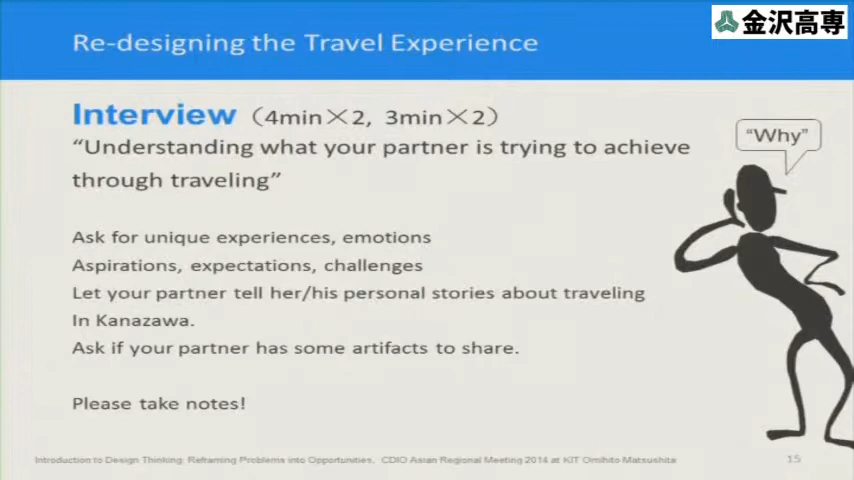 Re-designing the Travel Experience
金沢高専
Interview （4min×2, 3min×2）
“Understanding what your partner is trying to achieve
through traveling”
“Why”
Ask for unique experiences, emotions
Aspirations, expectations, challenges
Let your partner tell her/his personal stories about traveling
In Kanazawa.
Ask if your partner has some artifacts to share.
Please take notes!
Introduction to Design Thinking: Reframing Problems into Opportunities, CDIO Asian Regional Meeting 2014 at KIT Omihito Matsushita
15